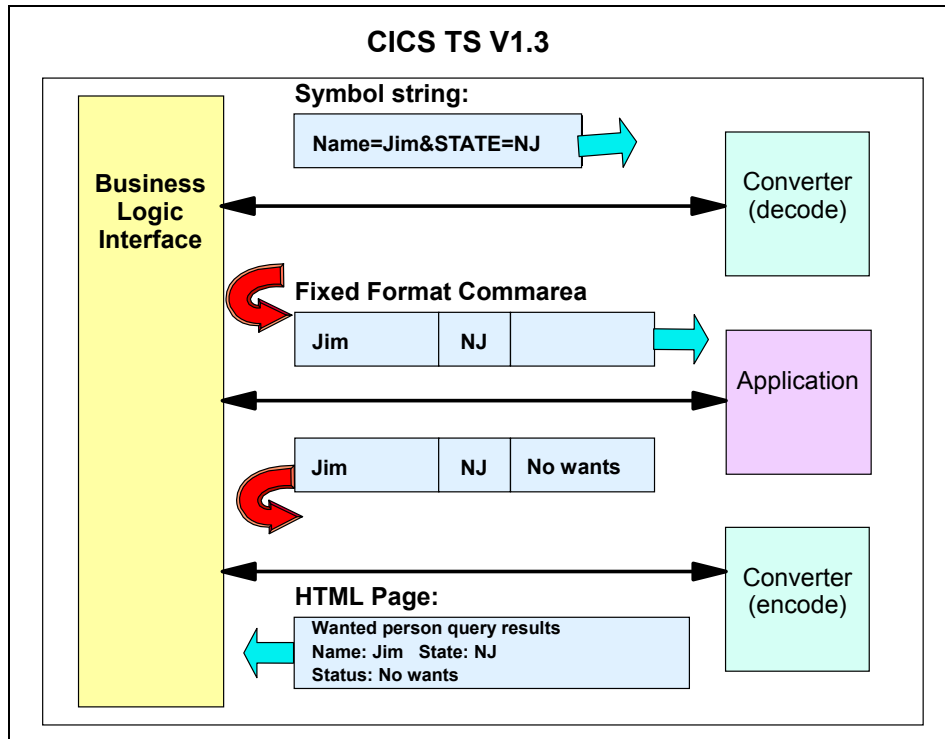 CICS TS V1.3
Symbol string:
Name=Jim&STATE=NJ
Business
Logic
Interface
Converter
(decode)
Fixed Format Commarea
Jim NJ
Application
Jim NJ No wants
Converter
(encode)
HTML Page:
Wanted person query results
Name: Jim State: NJ
Status: No wants